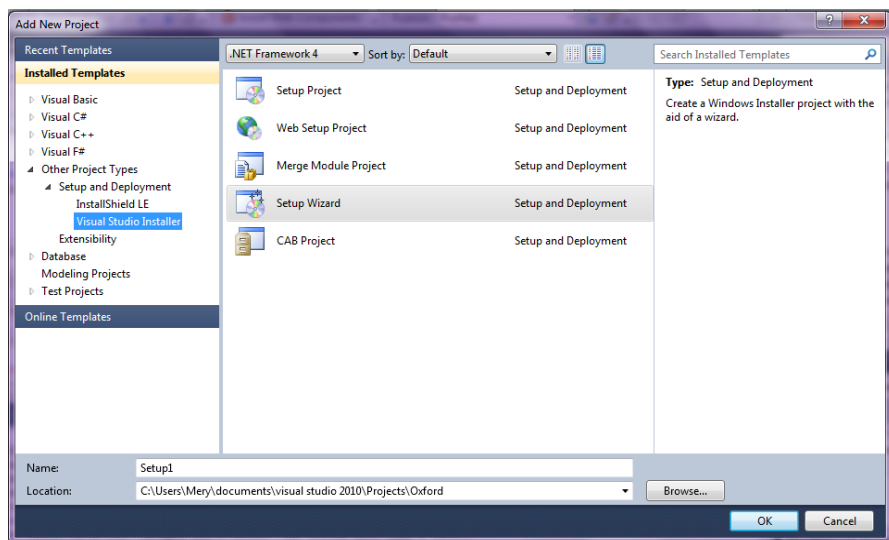 Add New Project
Recent Templates
Installed Templates
Visual Basic
Visual C#
Visual C++
Visual F#
Other Project Types
Setup and Deployment
InstallShield LE
Visual Studio Installer
Extensibility
Database
Modeling Projects
Test Projects
Online Templates
.NET Framework 4 Sort by: Default
Setup Project Setup and Deployment
Web Setup Project Setup and Deployment
Merge Module Project Setup and Deployment
Setup Wizard Setup and Deployment
CAB Project Setup and Deployment
Search Installed Templates
Type: Setup and Deployment
Create a Windows Installer project with the
aid of a wizard.
Name: Setup1
Location: C:\Users\Mery\documents\visual studio 2010\Projects\Oxford Browse...
OK Cancel